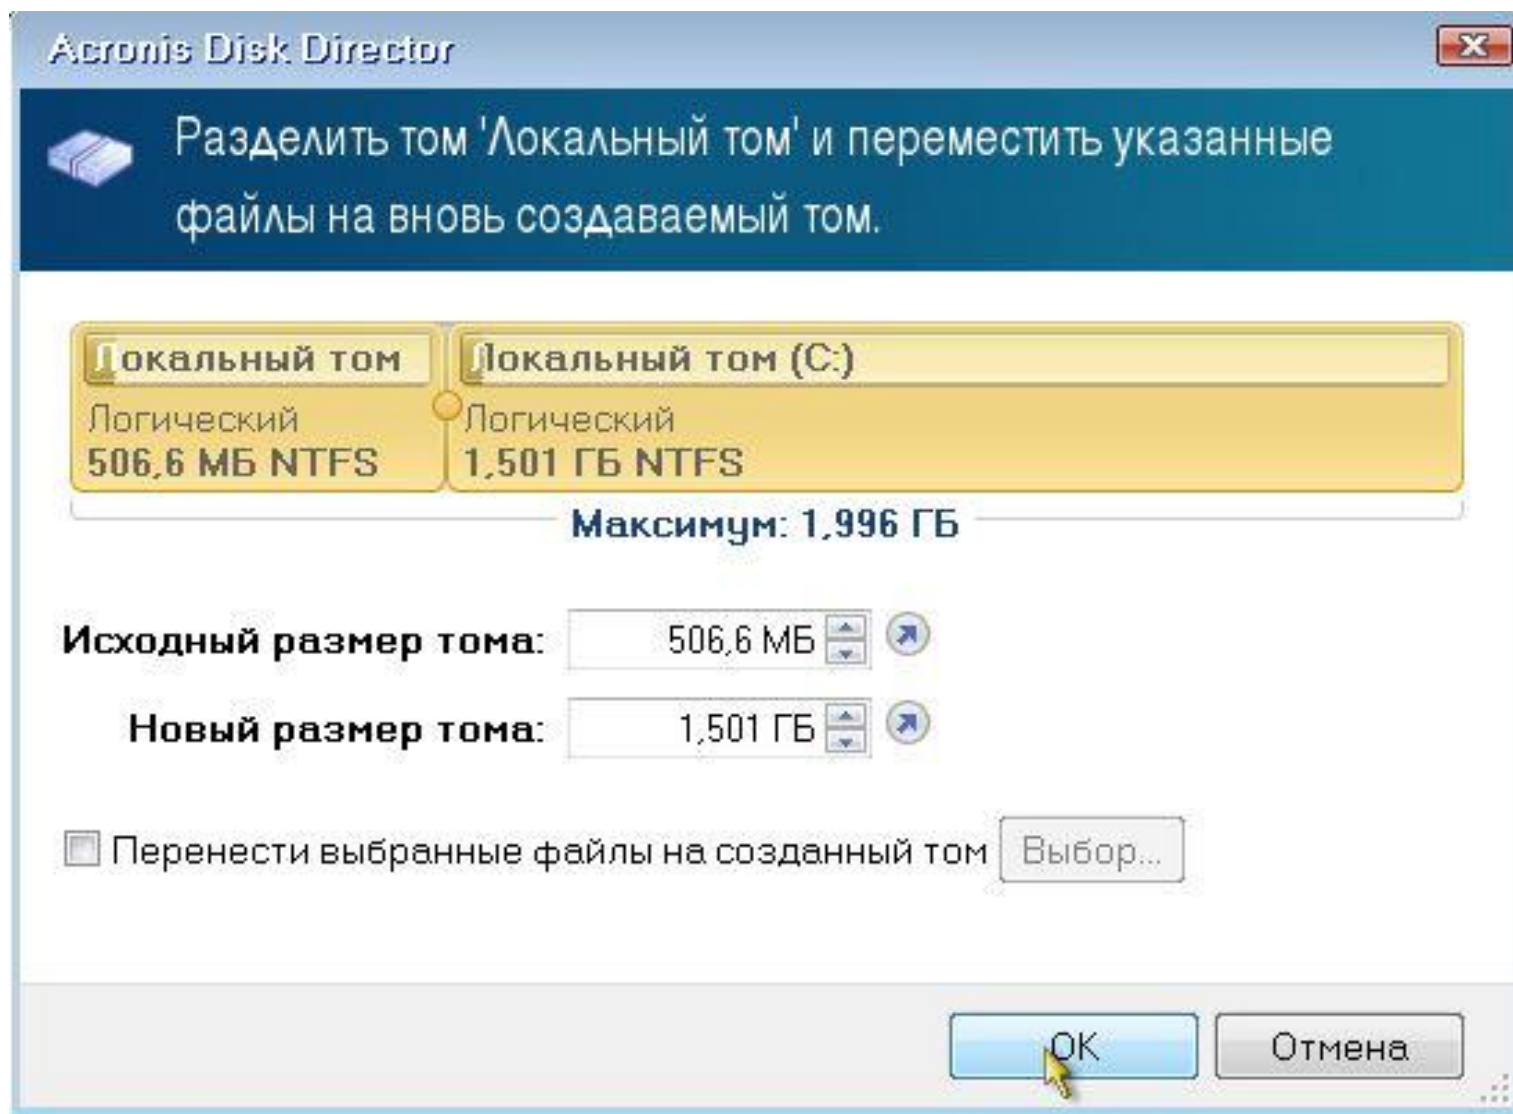 Acronis Disk Director
Разделить том 'Локальный том' и переместить указанные
файлы на вновь создаваемый том.
Локальный том
Логический
506,6 МБ NTFS
Локальный том (C:)
Логический
1,501 ГБ NTFS
Максимум: 1,996 ГБ
Исходный размер тома: 506,6 МБ
Новый размер тома: 1,501 ГБ
Перенести выбранные файлы на созданный том Выбор...
OK Отмена